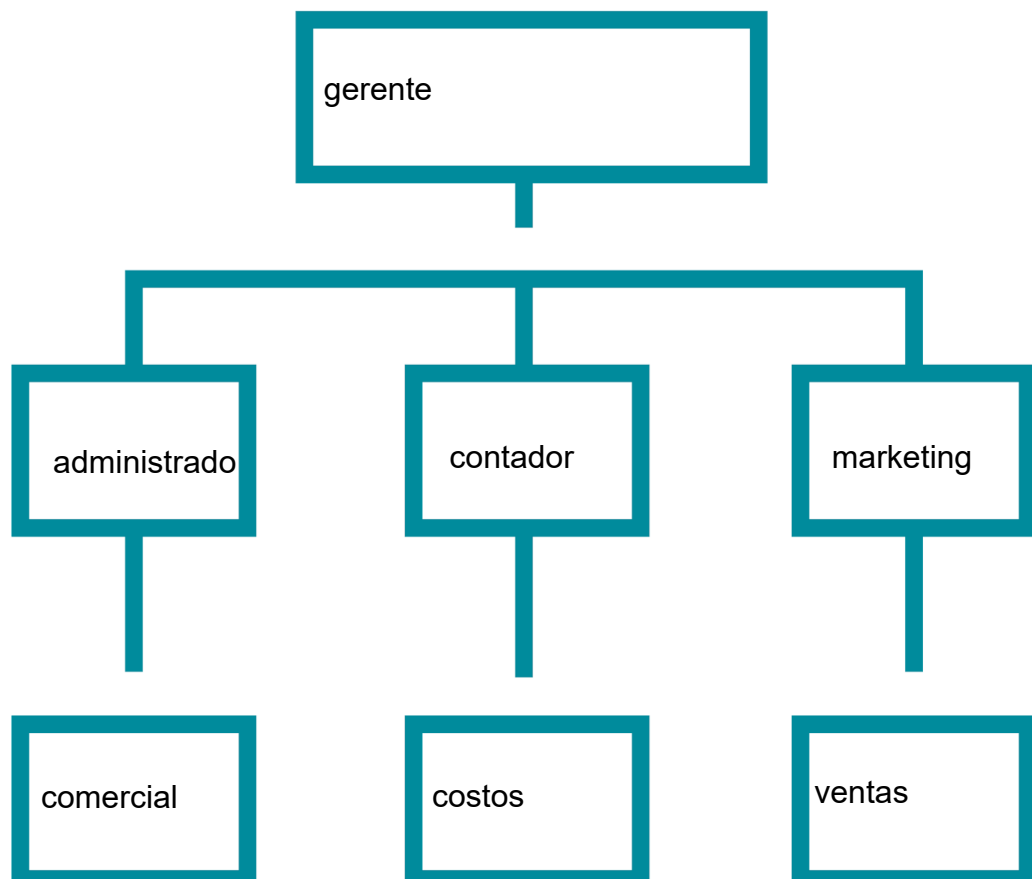 gerente
administrado
contador
marketing
comercial
costos
ventas